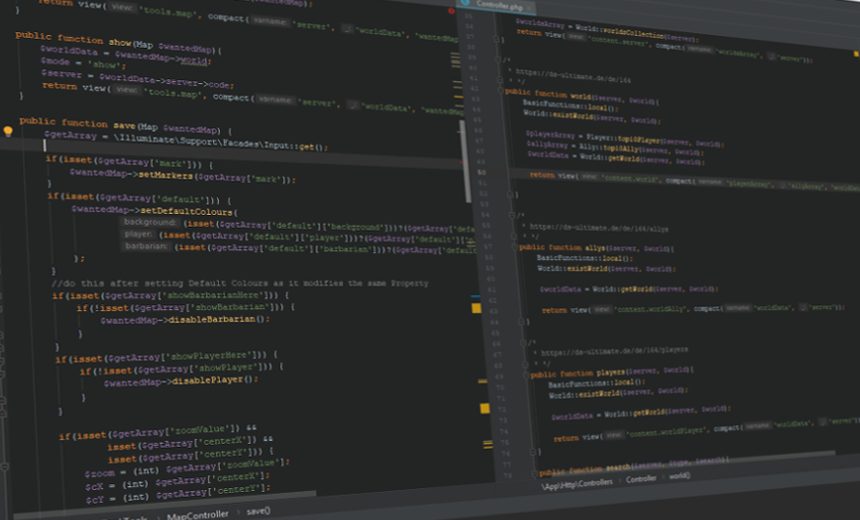 return view('tools.map', compact('server', 'worldData', 'wantedMap
}
public function show(Map $wantedMap){
$worldData = $wantedMap->world;
$mode = 'show';
$server = $worldData->server->code;
return view( view: 'tools.map', compact( varname: 'server', _: 'worldData', 'wantedMap
}
public function save(Map $wantedMap) {
$getArray = \Illuminate\Support\Facades\Input::get();
if(isset($getArray['mark'])) {
$wantedMap->setMarkers($getArray['mark']);
}
if(isset($getArray['default'])) {
$wantedMap->setDefaultColours(
background: (isset($getArray['default']['background']))?($getArray['def
player: (isset($getArray['default']['player']))?($getArray['default']['
barbarian: (isset($getArray['default']['barbarian']))?($getArray['defaul
);
}
//do this after setting Default Colours as it modifies the same Property
if(isset($getArray['showBarbarianHere'])) {
if(!isset($getArray['showBarbarian'])) {
$wantedMap->disableBarbarian();
}
}
if(isset($getArray['showPlayerHere'])) {
if(!isset($getArray['showPlayer'])) {
$wantedMap->disablePlayer();
}
}
if(isset($getArray['zoomValue']) &&
isset($getArray['centerX']) &&
isset($getArray['centerY'])) {
$zoom = (int) $getArray['zoomValue'];
$cX = (int) $getArray['centerX'];
$cY = (int) $getArray['centerY'];
MapController › save()
Controller.php
$worldsArray = World::worldsCollection($server);
return view( view: 'content.server', compact( varname: 'worldsArray', _: 'server'));
}
/*
* https://ds-ultimate.de/de/164
* */
public function world($server, $world){
BasicFunctions::local();
World::existWorld($server, $world);
$playerArray = Player::top10Player($server, $world);
$allyArray = Ally::top10Ally($server, $world);
$worldData = World::getWorld($server, $world);
return view( view: 'content.world', compact( varname: 'playerArray', _: 'allyArray',
}
/*
* https://ds-ultimate.de/de/164/allys
* */
public function allys($server, $world){
BasicFunctions::local();
World::existWorld($server, $world);
$worldData = World::getWorld($server, $world);
return view( view: 'content.worldAlly', compact( varname: 'worldData', _: 'server'));
}
/*
* https://ds-ultimate.de/de/164/players
* */
public function players($server, $world){
BasicFunctions::local();
World::existWorld($server, $world);
$worldData = World::getWorld($server, $world);
return view( view: 'content.worldPlayer', compact( varname: 'worldData',
}
public function search($server, $type, $search){
\App\Http\Controllers › Controller › world()